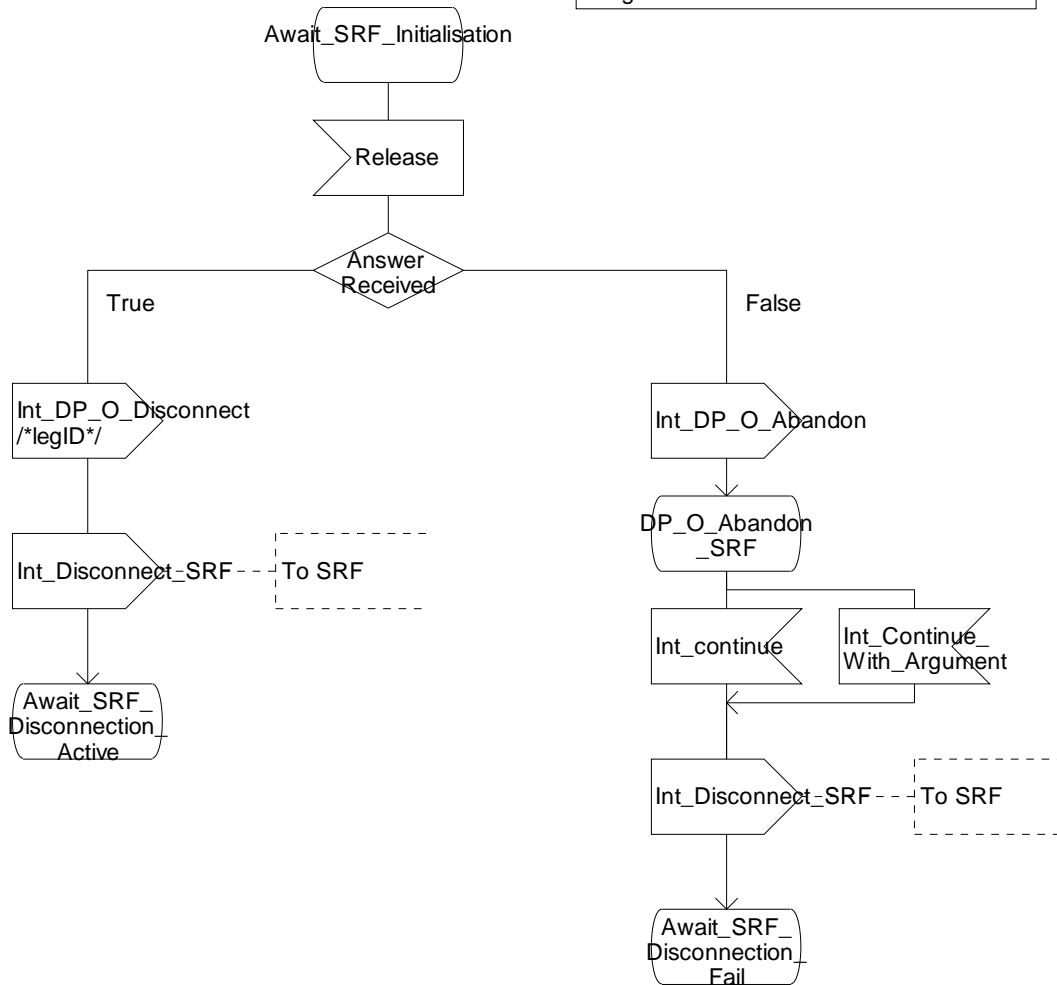 Await_SRF_Initialisation
Release
Answer
Received
True
False
Int_DP_O_Disconnect
/*legID*/
Int_DP_O_Abandon
DP_O_Abandon
_SRF
Int_Disconnect_SRF
To SRF
Int_continue
Int_Continue_
With_Argument
Await_SRF_
Disconnection_
Active
Int_Disconnect_SRF
To SRF
Await_SRF_
Disconnection_
Fail